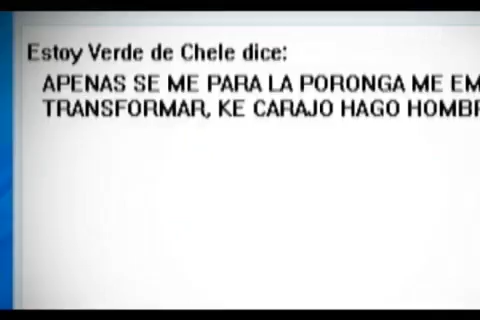 Estoy Verde de Chele dice:
APENAS SE ME PARA LA PORONGA ME EM
TRANSFORMAR, KE CARAJO HAGO HOMBR